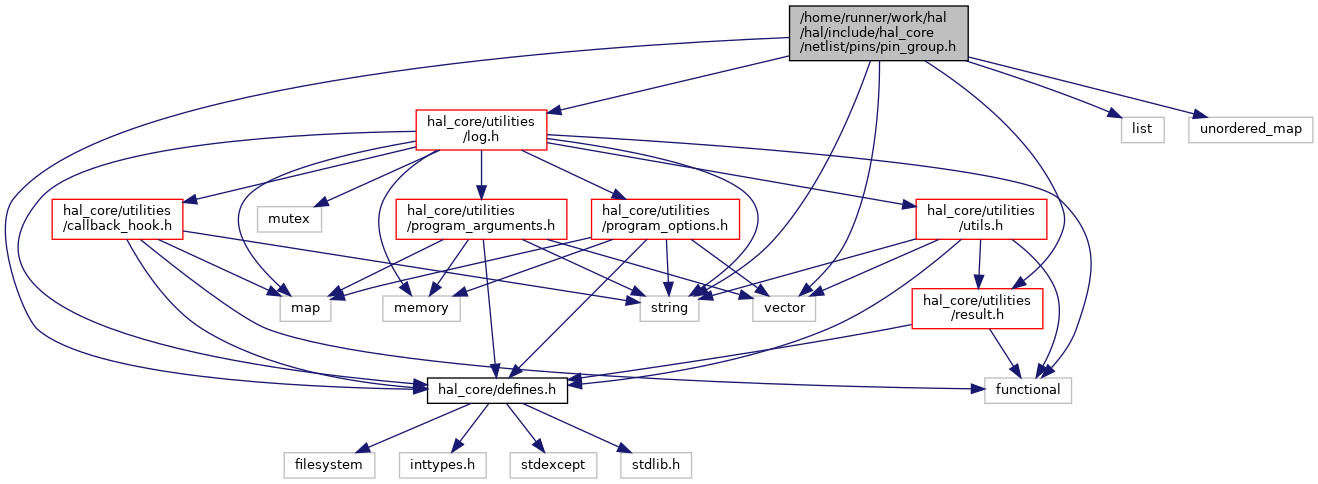 /home/runner/work/hal
/hal/include/hal_core
/netlist/pins/pin_group.h
hal_core/utilities
/log.h
list
unordered_map
hal_core/utilities
/callback_hook.h
mutex
hal_core/utilities
/program_arguments.h
hal_core/utilities
/program_options.h
hal_core/utilities
/utils.h
map
memory
string
vector
hal_core/utilities
/result.h
hal_core/defines.h
functional
filesystem
inttypes.h
stdexcept
stdlib.h